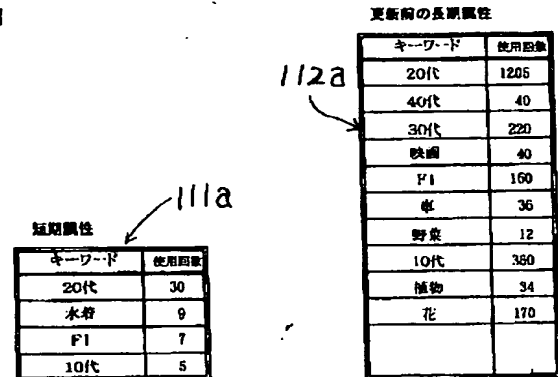 更新前の長期属性
112a
キーワード 使用回数
20代 1205
40代 40
30代 220
映画 40
F1 160
車 36
野菜 12
10代 380
植物 34
花 170
111a
短期属性
キーワード 使用回数
20代 30
水着 9
F1 7
10代 5